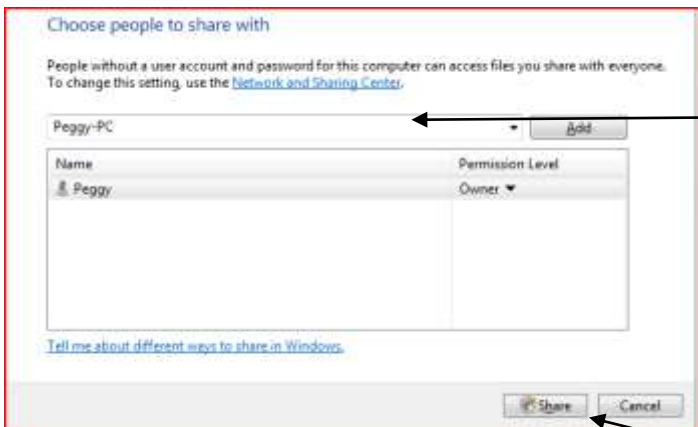 Choose people to share with
People without a user account and password for this computer can access files you share with everyone.
To change this setting, use the Network and Sharing Center.
Peggy-PC Add
Name Permission Level
Peggy Owner
Tell me about different ways to share in Windows.
Share Cancel